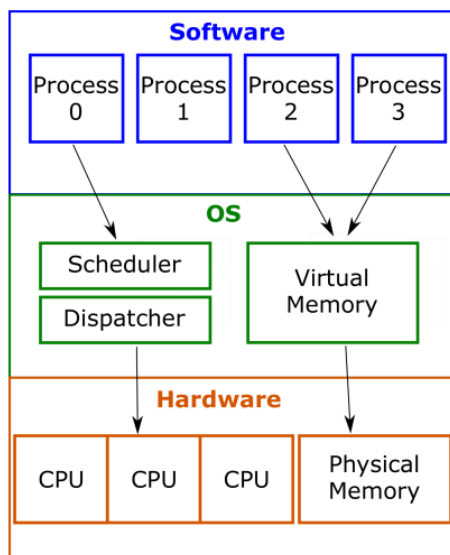 Software
Process Process Process Process
0 1 2 3
OS
Scheduler
Dispatcher
Virtual
Memory
Hardware
CPU CPU CPU
Physical
Memory